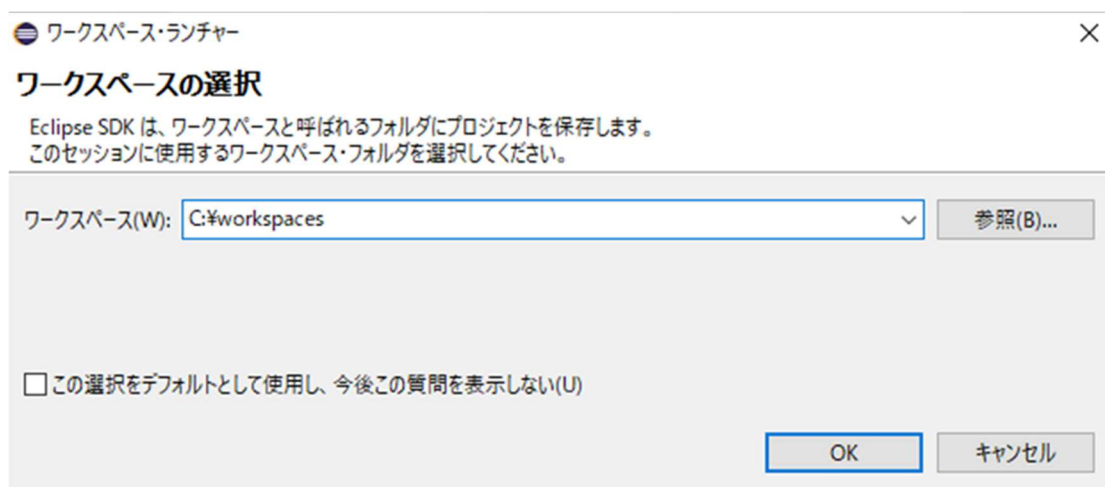 ワークスペース・ランチャー
ワークスペースの選択
Eclipse SDK は、ワークスペースと呼ばれるフォルダにプロジェクトを保存します。
このセッションに使用するワークスペース・フォルダを選択してください。
ワークスペース(W): C:¥workspaces 参照(B)...
この選択をデフォルトとして使用し、今後この質問を表示しない(U)
OK キャンセル